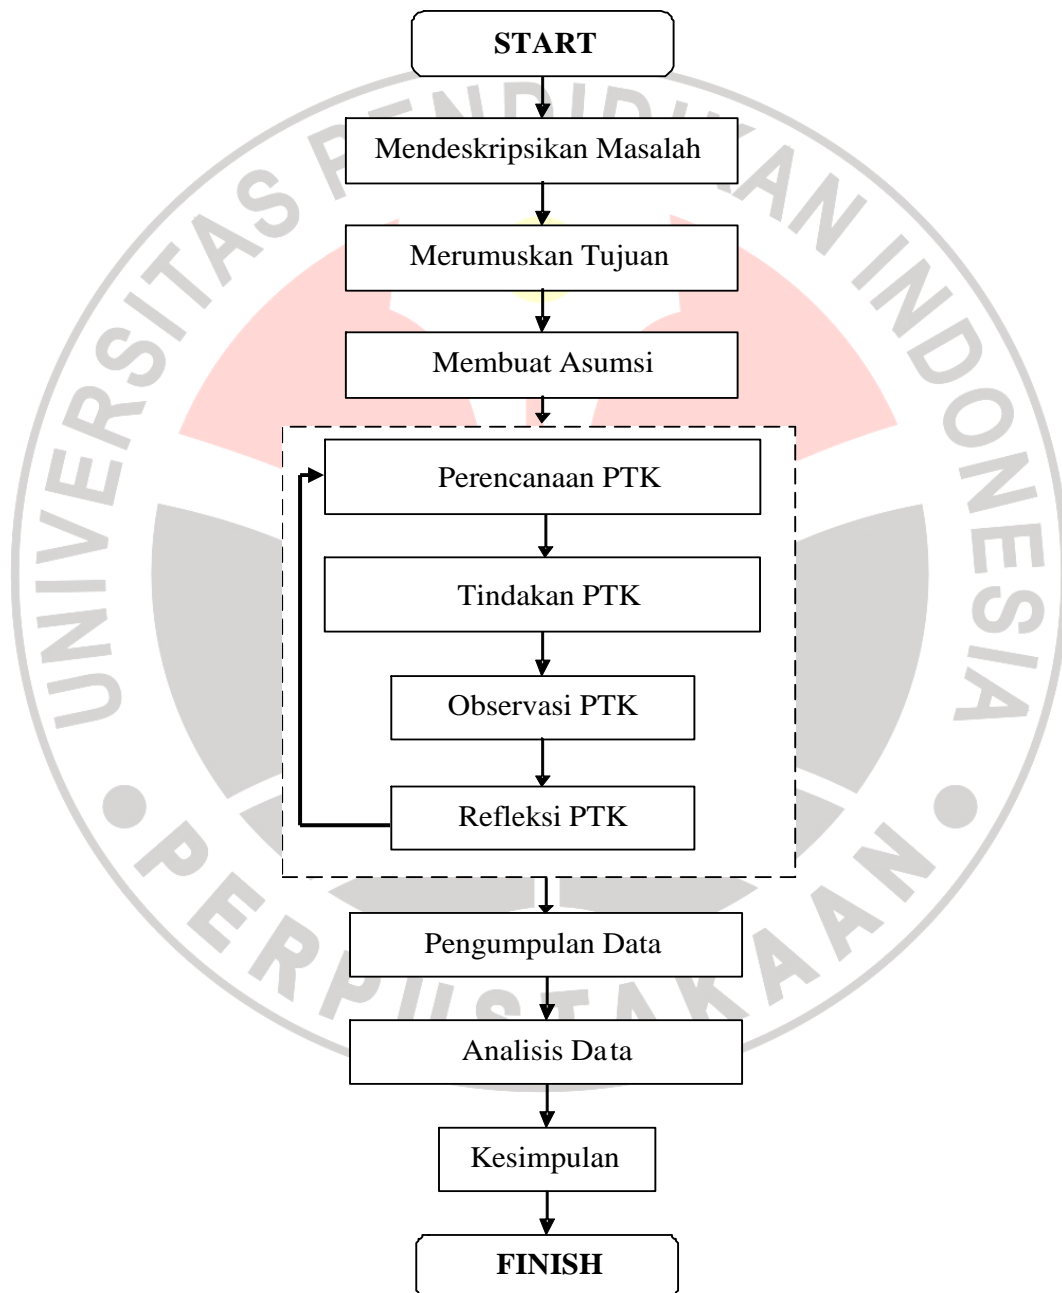 START
UNIVERSITAS PENDIDIKAN INDONESIA
Mendeskripsikan Masalah
Merumuskan Tujuan
Membuat Asumsi
Perencanaan PTK
Tindakan PTK
Observasi PTK
Refleksi PTK
Pengumpulan Data
PERPUSTAKAAN
Analisis Data
Kesimpulan
FINISH